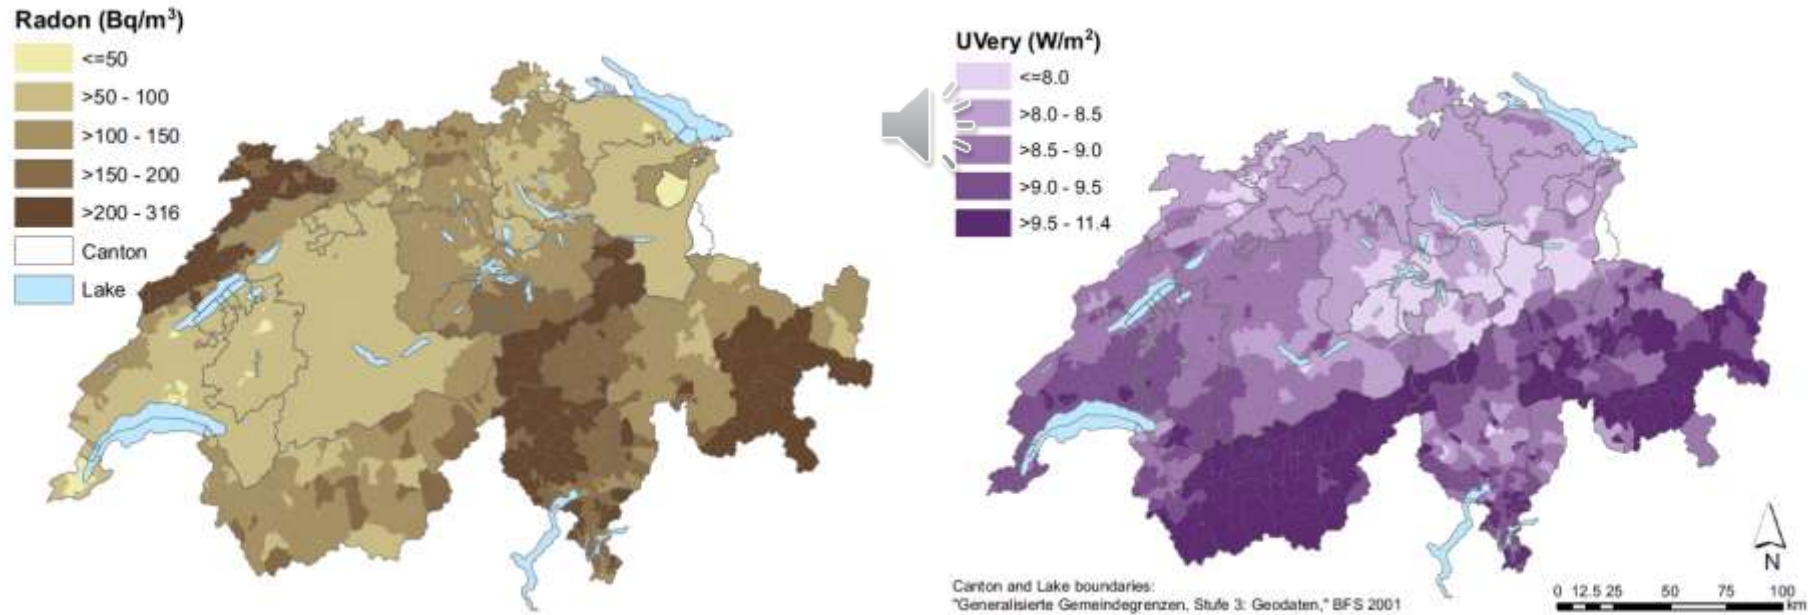 Radon (Bq/m³)
<=50
>50 - 100
>100 - 150
>150 - 200
>200 - 316
Canton
Lake
UVery (W/m²)
<=8.0
>8.0 - 8.5
>8.5 - 9.0
>9.0 - 9.5
>9.5 - 11.4
N
Canton and Lake boundaries:
"Generalisierte Gemeindegrenzen, Stufe 3: Geodaten," BFS 2001
0 12.5 25 50 75 100
km